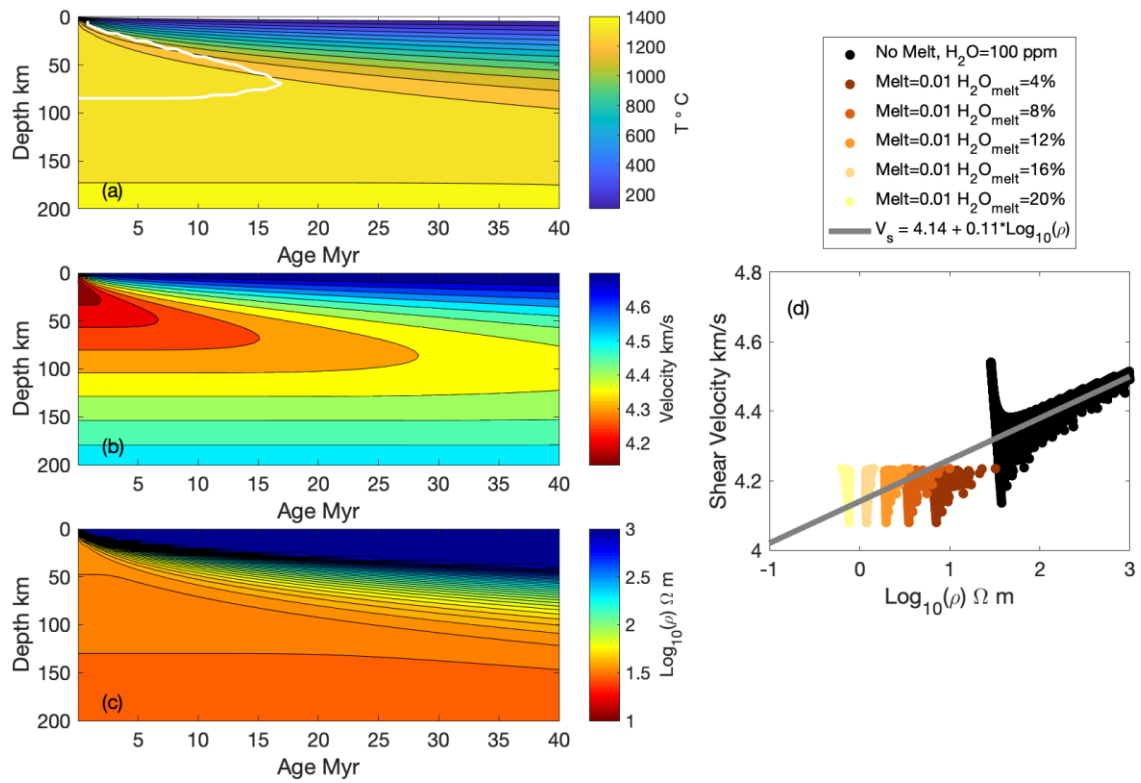 0
50
100
150
200
Depth km
(a)
5 10 15 20 25 30 35 40
Age Myr
1400
1200
1000
800
600
400
200
T ° C
0
50
100
150
200
Depth km
(b)
5 10 15 20 25 30 35 40
Age Myr
4.6
4.5
4.4
4.3
4.2
Velocity km/s
0
50
100
150
200
Depth km
(c)
5 10 15 20 25 30 35 40
Age Myr
3
2.5
2
1.5
1
Log₁₀(ρ) Ω m
No Melt, H₂O=100 ppm
Melt=0.01 H₂Oₘₑₗₜ=4%
Melt=0.01 H₂Oₘₑₗₜ=8%
Melt=0.01 H₂Oₘₑₗₜ=12%
Melt=0.01 H₂Oₘₑₗₜ=16%
Melt=0.01 H₂Oₘₑₗₜ=20%
Vₛ = 4.14 + 0.11*Log₁₀(ρ)
4.8
4.6
4.4
4.2
4
Shear Velocity km/s
(d)
-1 0 1 2 3
Log₁₀(ρ) Ω m